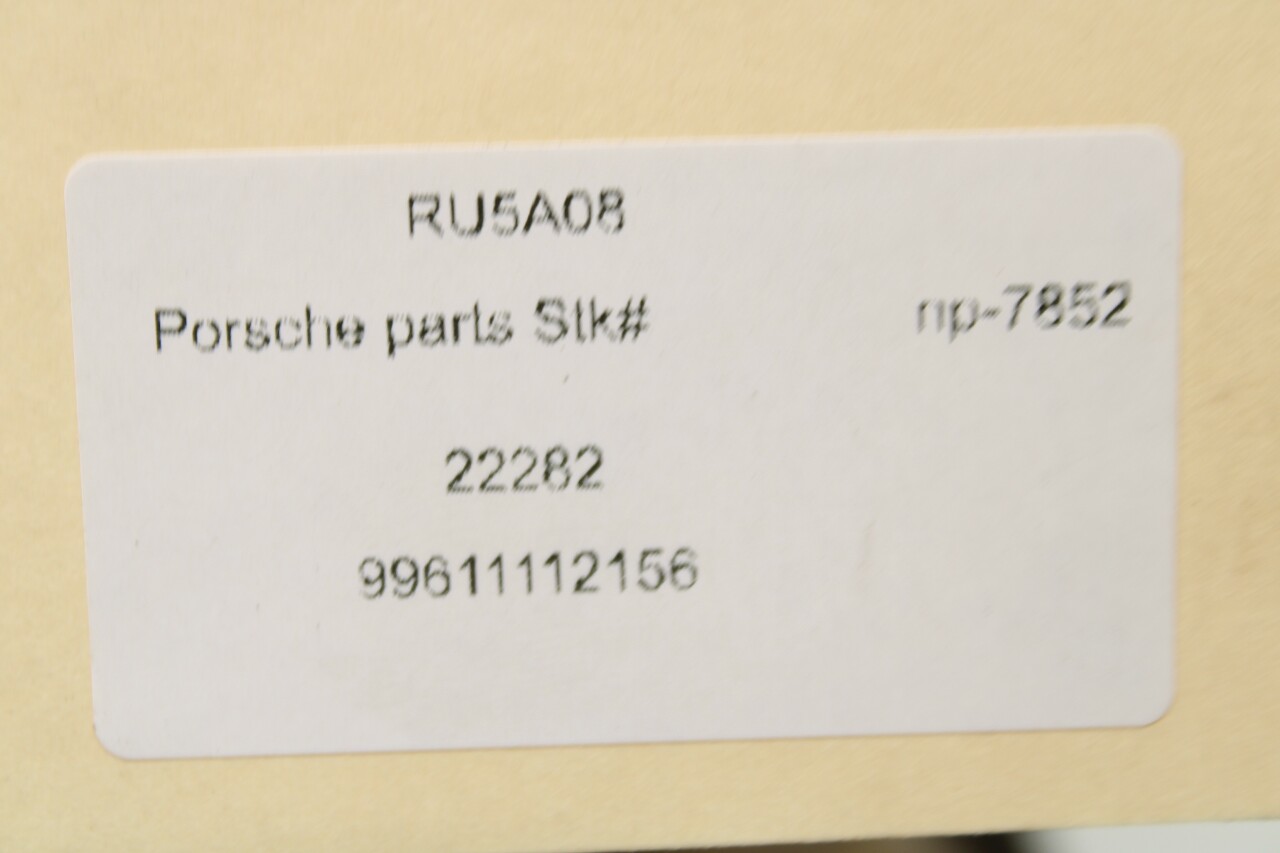 RU5A08
Porsche parts Stk# np-7852
22282
99611112156